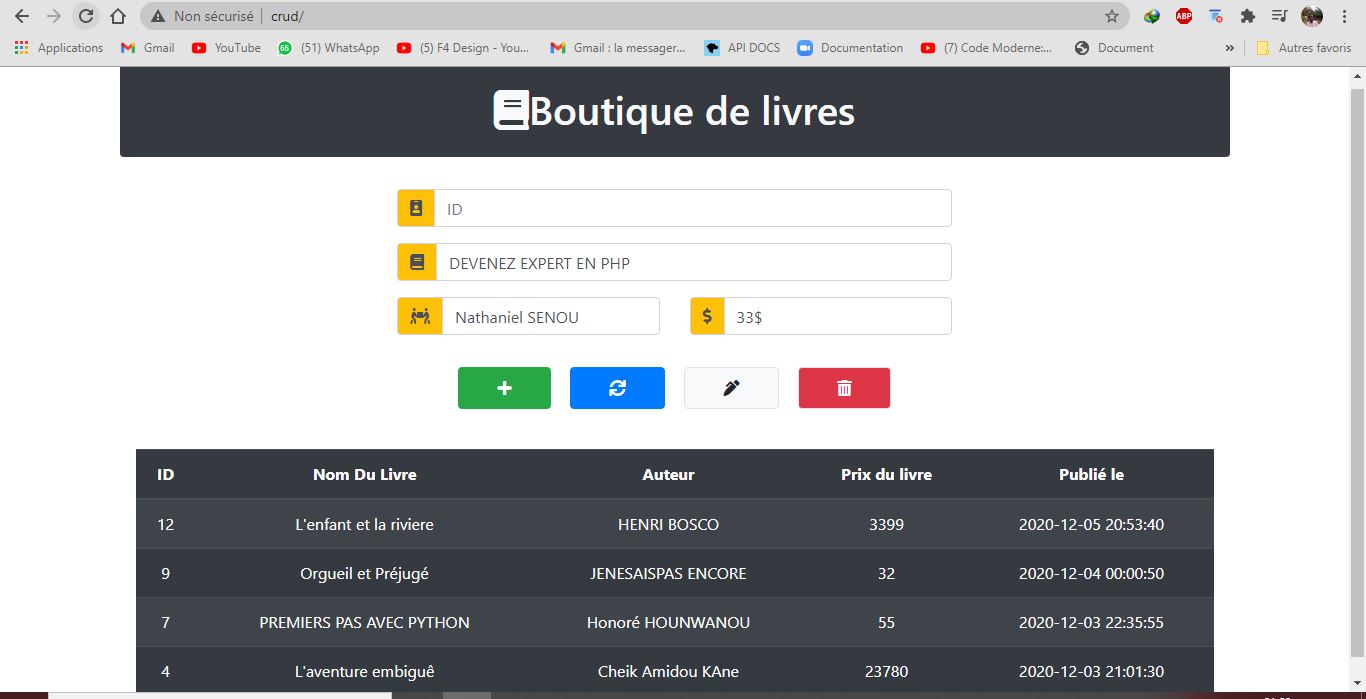 Non sécurisé crud/
ABP
Applications Gmail YouTube 65 (51) WhatsApp (5) F4 Design - You... Gmail : la messager... API DOCS Documentation (7) Code Moderne:... Document » Autres favoris
Boutique de livres
ID
DEVENEZ EXPERT EN PHP
Nathaniel SENOU $ 33$
ID Nom Du Livre Auteur Prix du livre Publié le
12 L'enfant et la riviere HENRI BOSCO 3399 2020-12-05 20:53:40
9 Orgueil et Préjugé JENESAISPAS ENCORE 32 2020-12-04 00:00:50
7 PREMIERS PAS AVEC PYTHON Honoré HOUNWANOU 55 2020-12-03 22:35:55
4 L'aventure embiguê Cheik Amidou KAne 23780 2020-12-03 21:01:30